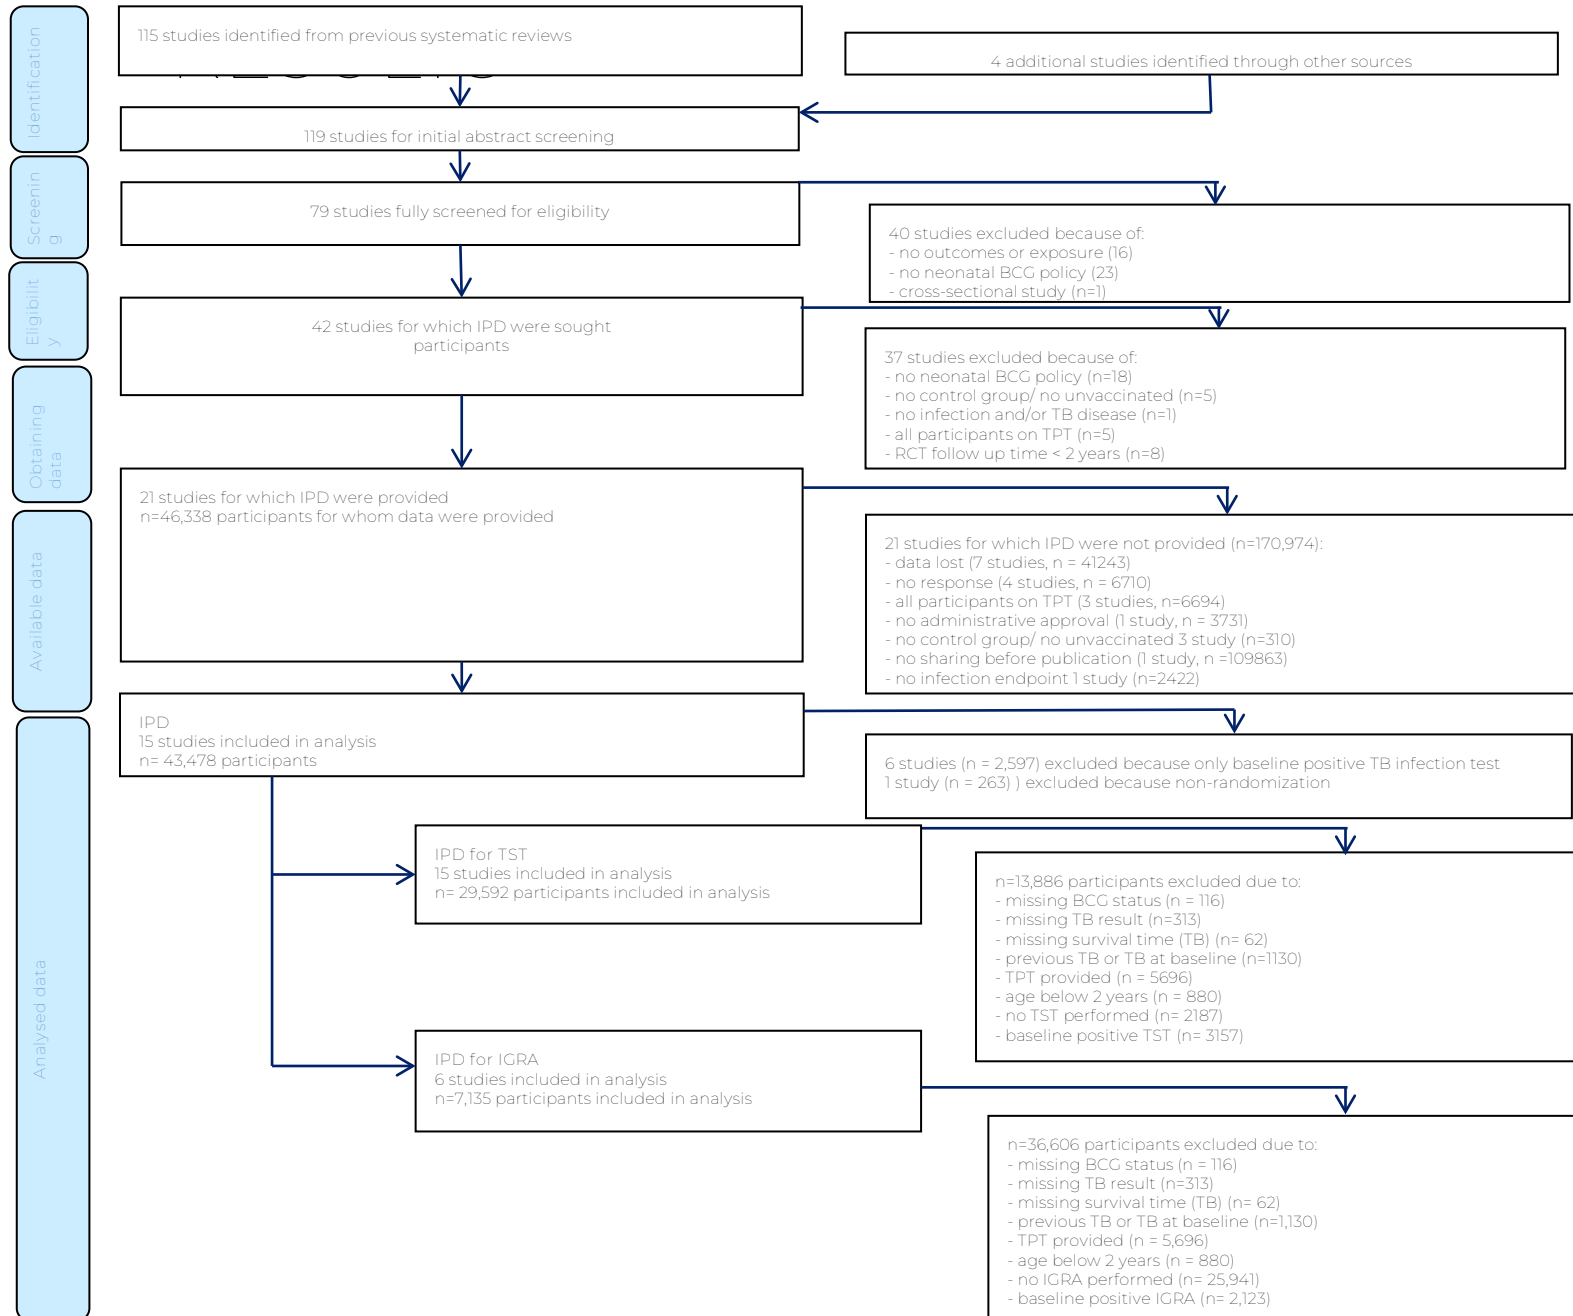 Identification
115 studies identified from previous systematic reviews
4 additional studies identified through other sources
119 studies for initial abstract screening
Screenin
g
79 studies fully screened for eligibility
40 studies excluded because of:
- no outcomes or exposure (16)
- no neonatal BCG policy (23)
- cross-sectional study (n=1)
Eligibilit
y
42 studies for which IPD were sought
participants
37 studies excluded because of:
- no neonatal BCG policy (n=18)
- no control group/ no unvaccinated (n=5)
- no infection and/or TB disease (n=1)
- all participants on TPT (n=5)
- RCT follow up time < 2 years (n=8)
Obtaining
data
21 studies for which IPD were provided
n=46,338 participants for whom data were provided
Available data
21 studies for which IPD were not provided (n=170,974):
- data lost (7 studies, n = 41243)
- no response (4 studies, n = 6710)
- all participants on TPT (3 studies, n=6694)
- no administrative approval (1 study, n = 3731)
- no control group/ no unvaccinated 3 study (n=310)
- no sharing before publication (1 study, n =109863)
- no infection endpoint 1 study (n=2422)
Analysed data
IPD
15 studies included in analysis
n= 43,478 participants
6 studies (n = 2,597) excluded because only baseline positive TB infection test
1 study (n = 263) ) excluded because non-randomization
IPD for TST
15 studies included in analysis
n= 29,592 participants included in analysis
n=13,886 participants excluded due to:
- missing BCG status (n = 116)
- missing TB result (n=313)
- missing survival time (TB) (n= 62)
- previous TB or TB at baseline (n=1130)
- TPT provided (n = 5696)
- age below 2 years (n = 880)
- no TST performed (n= 2187)
- baseline positive TST (n= 3157)
IPD for IGRA
6 studies included in analysis
n=7,135 participants included in analysis
n=36,606 participants excluded due to:
- missing BCG status (n = 116)
- missing TB result (n=313)
- missing survival time (TB) (n= 62)
- previous TB or TB at baseline (n=1,130)
- TPT provided (n = 5,696)
- age below 2 years (n = 880)
- no IGRA performed (n= 25,941)
- baseline positive IGRA (n= 2,123)